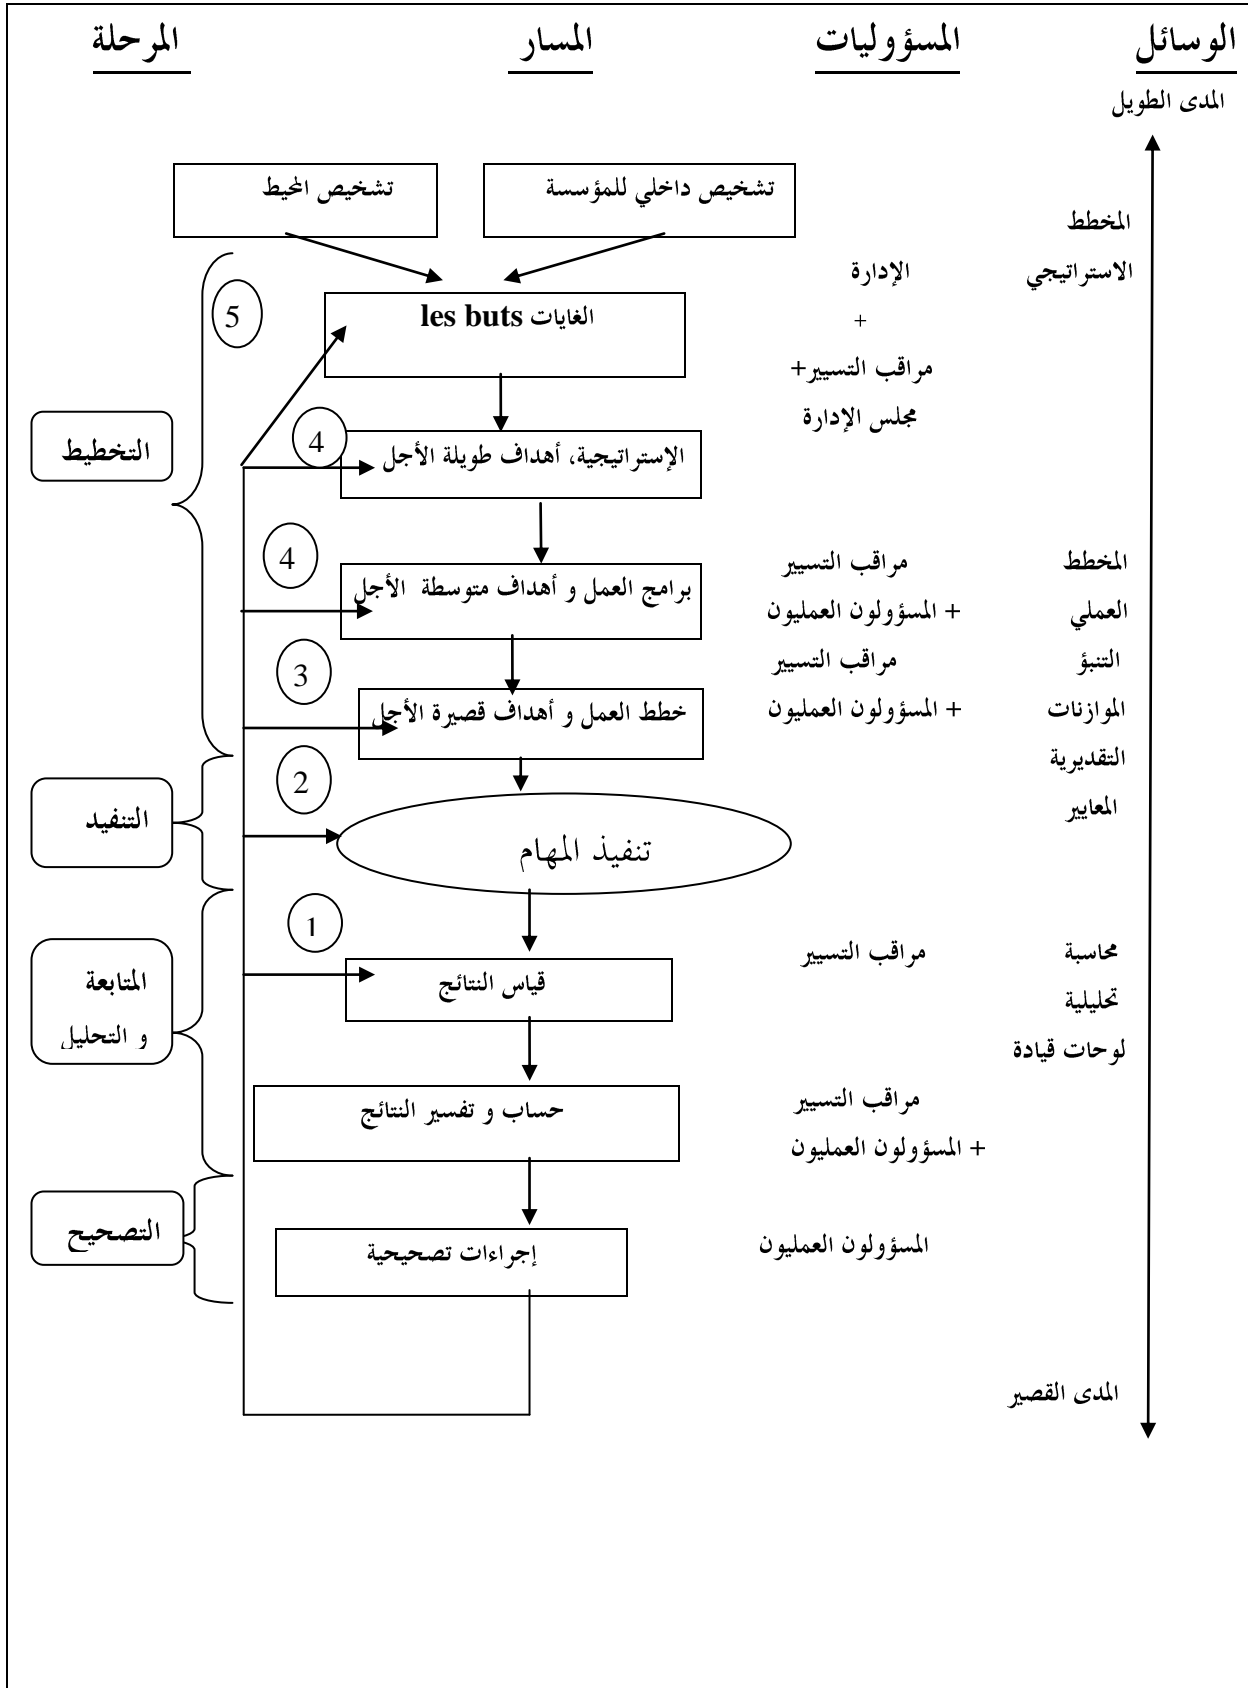 الوسائل المسؤوليات المسار المرحلة
المدى الطويل
تشخيص داخلي للمؤسسة تشخيص المحيط
المخطط
الاستراتيجي الإدارة
5
الغايات les buts
+
مراقب التسيير+
مجلس الإدارة
4
الإستراتيجية، أهداف طويلة الأجل
التخطيط
المخطط مراقب التسيير
4
برامج العمل و أهداف متوسطة الأجل
العملي + المسؤولون العمليون
التنبؤ مراقب التسيير
3
الموازنات + المسؤولون العمليون
خطط العمل و أهداف قصيرة الأجل
التقديرية
2
المعايير
التنفيد
تنفيذ المهام
1
محاسبة مراقب التسيير
قياس النتائج
المتابعة
و التحليل
تحليلية
لوحات قيادة
مراقب التسيير
حساب و تفسير النتائج
+ المسؤولون العمليون
المسؤولون العمليون
إجراءات تصحيحية
التصحيح
المدى القصير